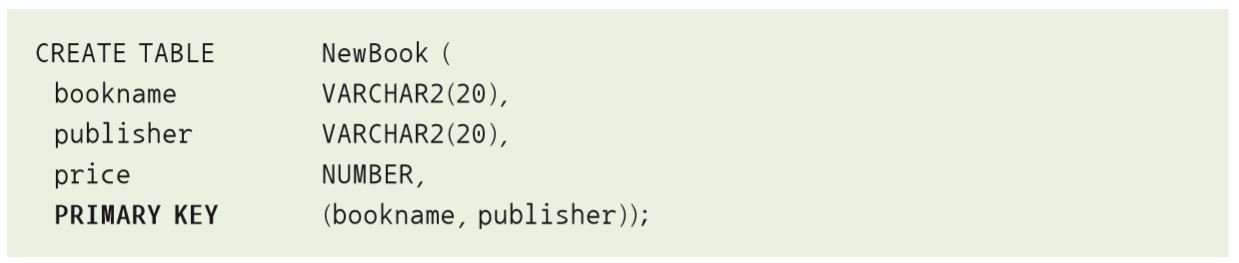 CREATE TABLE NewBook (
bookname VARCHAR2(20),
publisher VARCHAR2(20),
price NUMBER,
PRIMARY KEY (bookname, publisher));